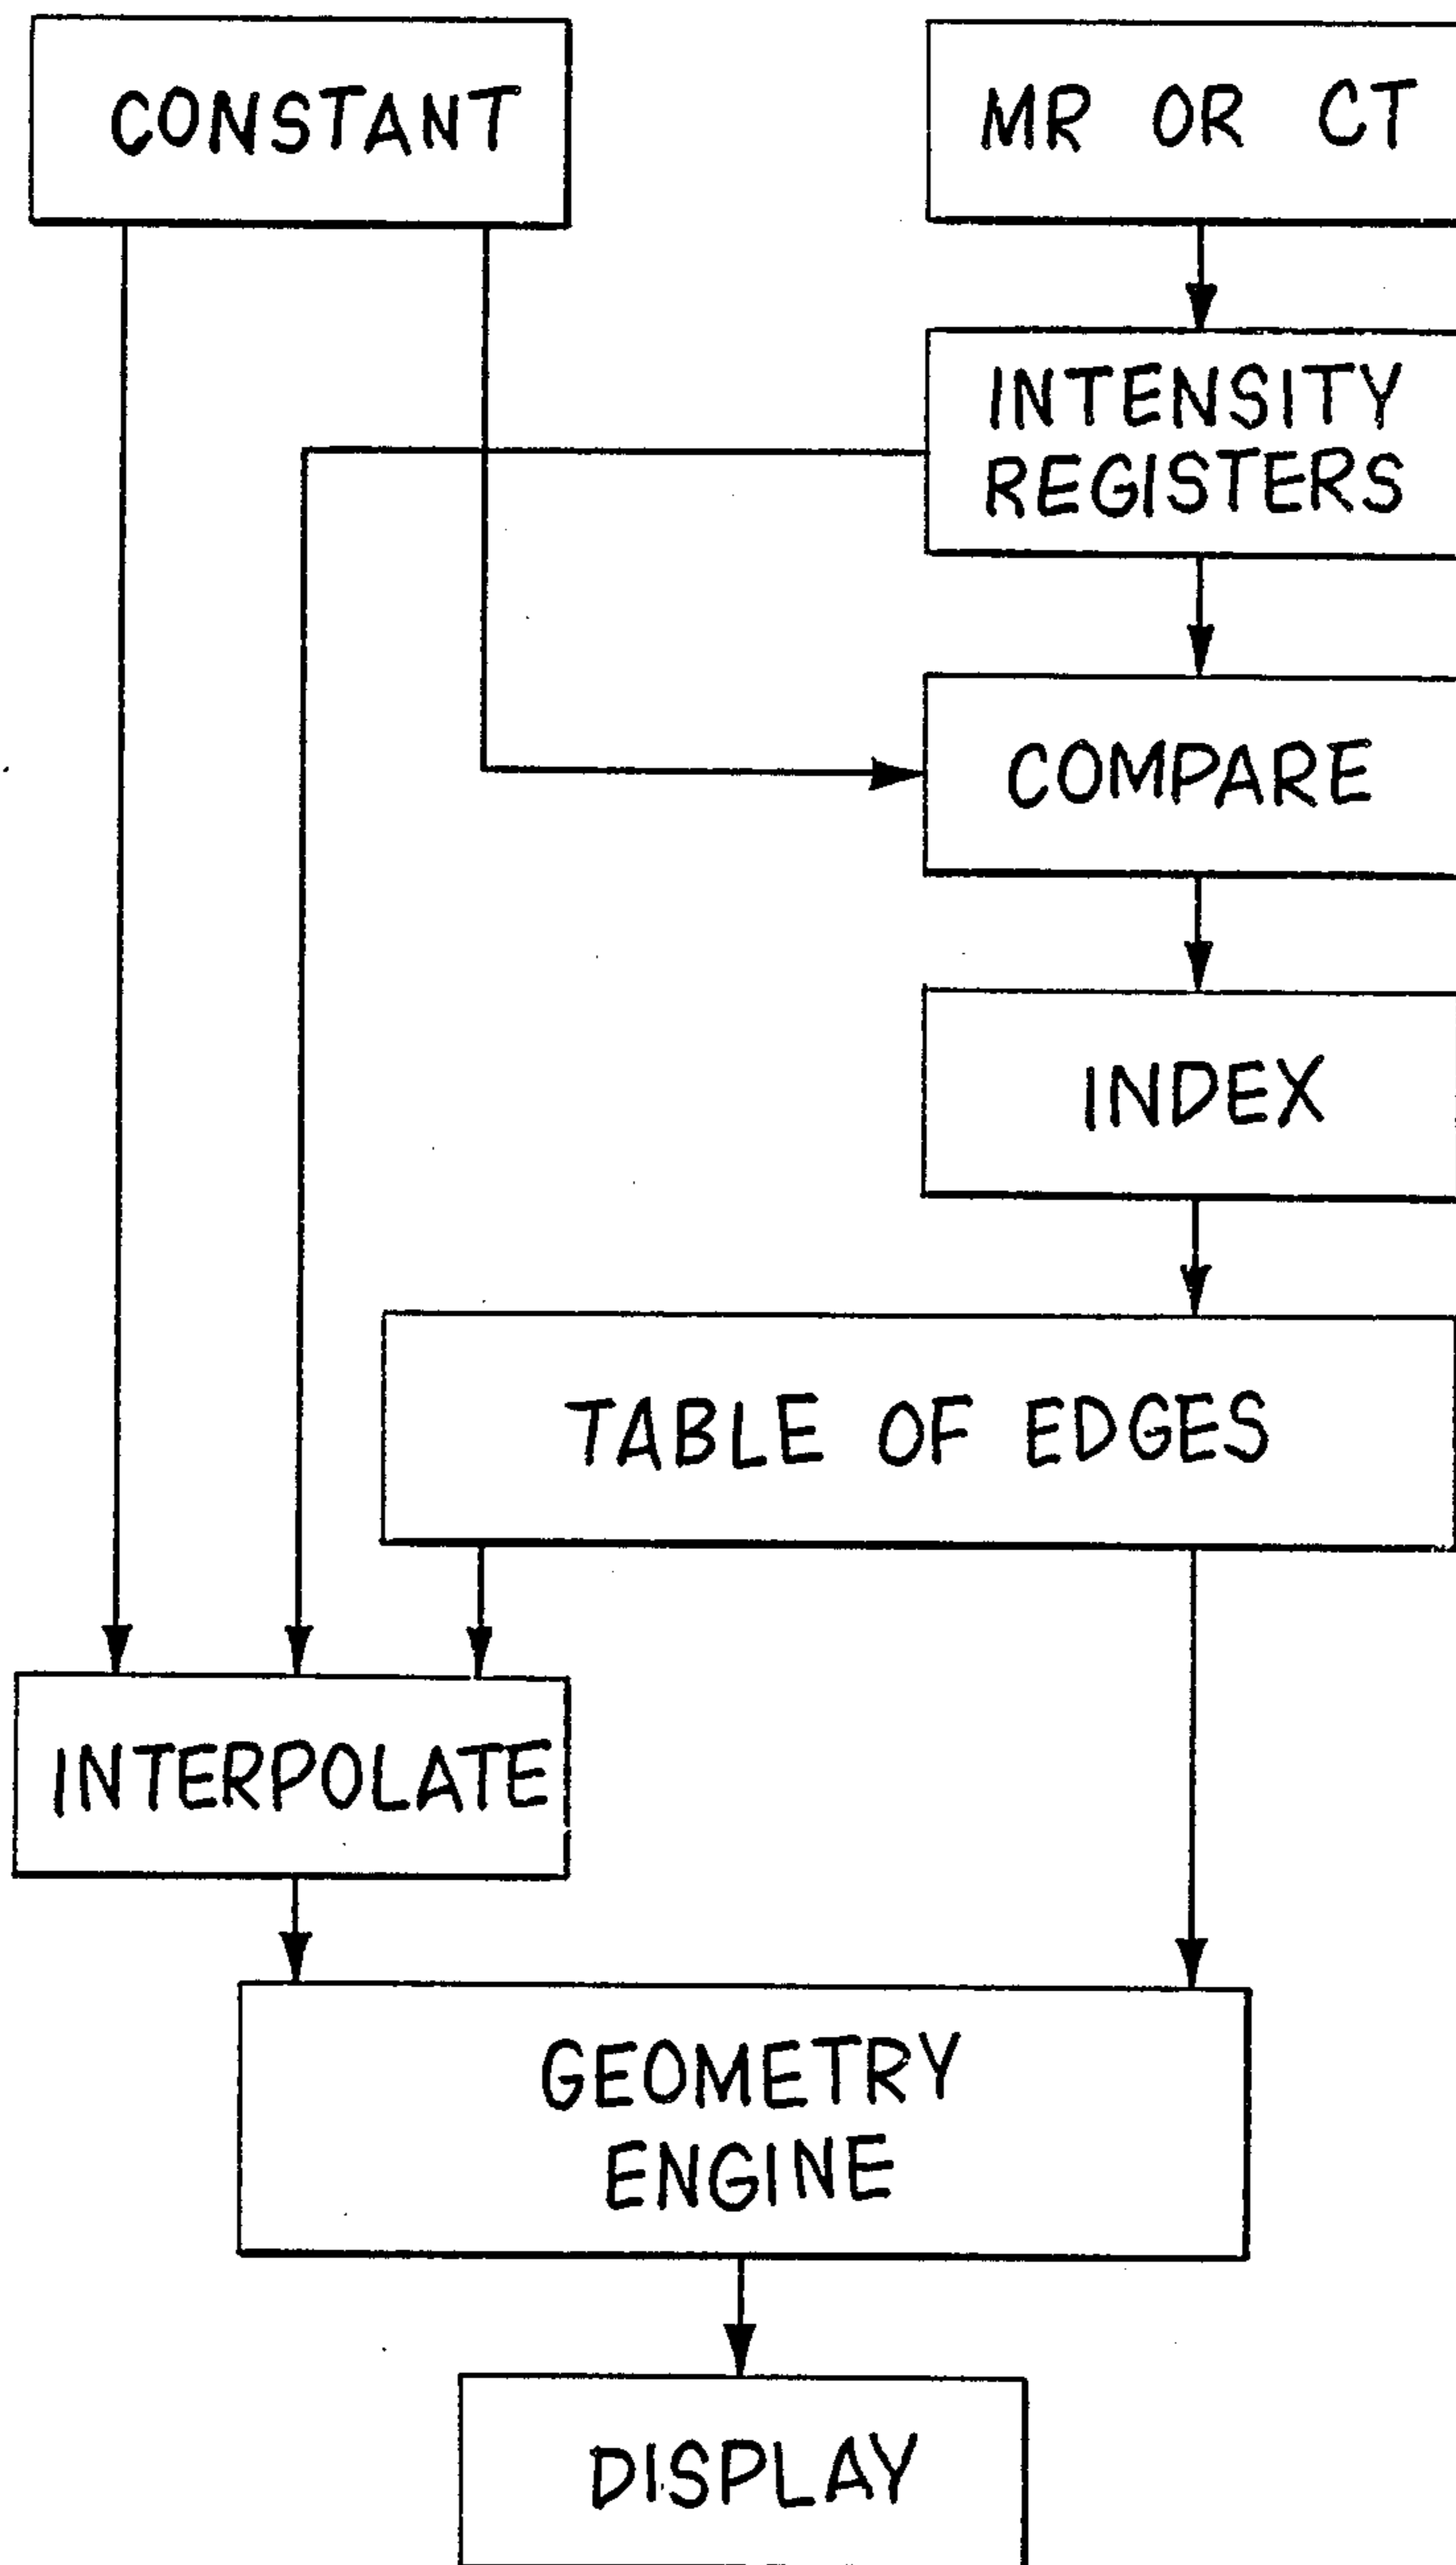 CONSTANT
MR OR CT
INTENSITY
REGISTERS
COMPARE
INDEX
TABLE OF EDGES
INTERPOLATE
GEOMETRY
ENGINE
DISPLAY